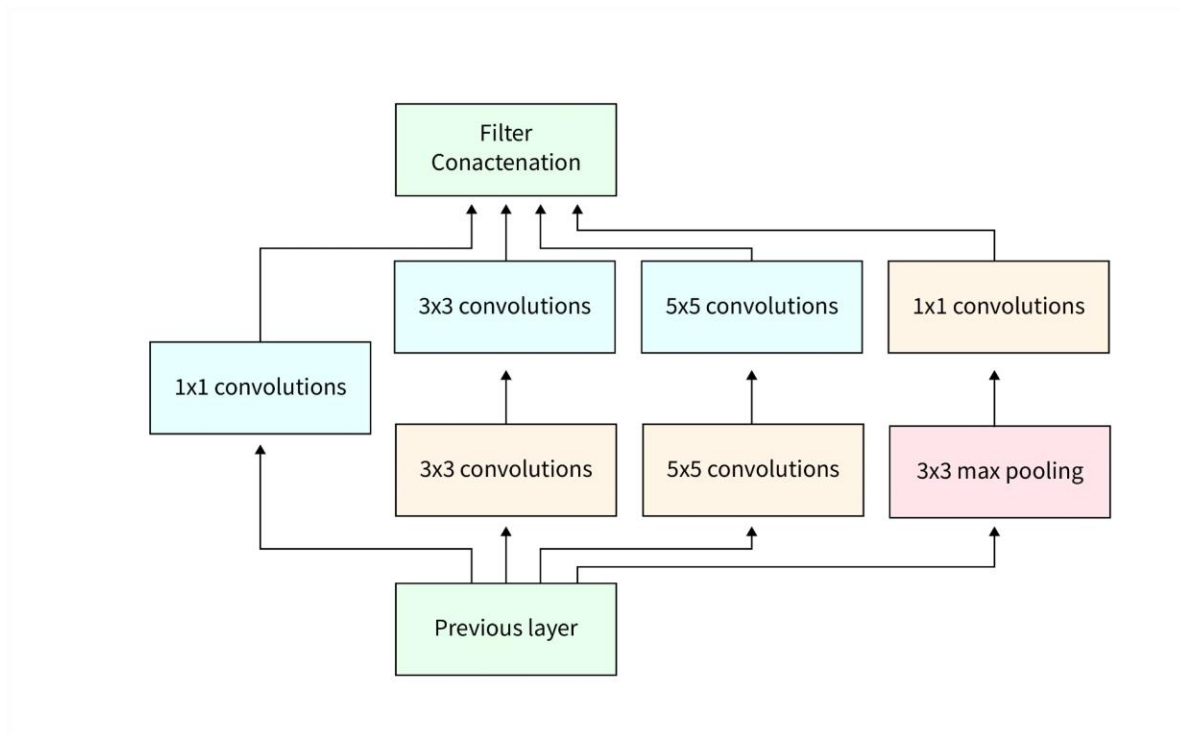 Filter
Conactenation
3x3 convolutions
5x5 convolutions
1x1 convolutions
1x1 convolutions
3x3 convolutions
5x5 convolutions
3x3 max pooling
Previous layer